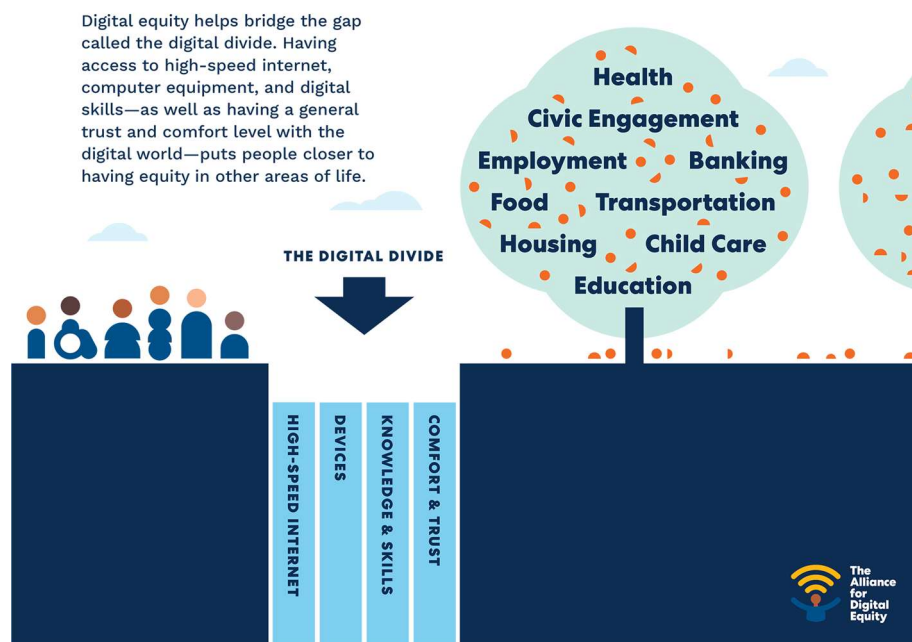 Digital equity helps bridge the gap
called the digital divide. Having
access to high-speed internet,
computer equipment, and digital
skills—as well as having a general
trust and comfort level with the
digital world—puts people closer to
having equity in other areas of life.
THE DIGITAL DIVIDE
Health
Civic Engagement
Employment Banking
Food Transportation
Housing Child Care
Education
HIGH-SPEED INTERNET
DEVICES
KNOWLEDGE & SKILLS
COMFORT & TRUST
The
Alliance
for
Digital
Equity